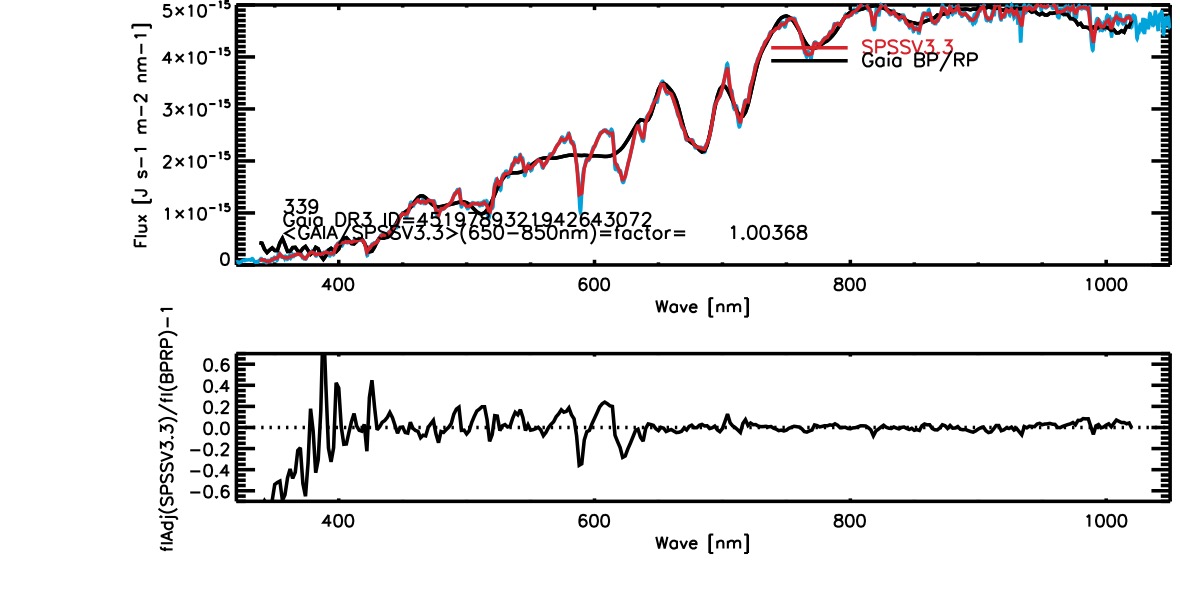 5×10−15
4×10−15
3×10−15
2×10−15
1×10−15
0
Flux [J s−1 m−2 nm−1]
SPSSV3.3
Gaia BP/RP
339
Gaia DR3 ID=4519789321942643072
<GAIA/SPSSV3.3>(650−850nm)=factor= 1.00368
400 600 800 1000
Wave [nm]
flAdj(SPSSV3.3)/fl(BPRP)−1
0.6
0.4
0.2
0.0
−0.2
−0.4
−0.6
400 600 800 1000
Wave [nm]